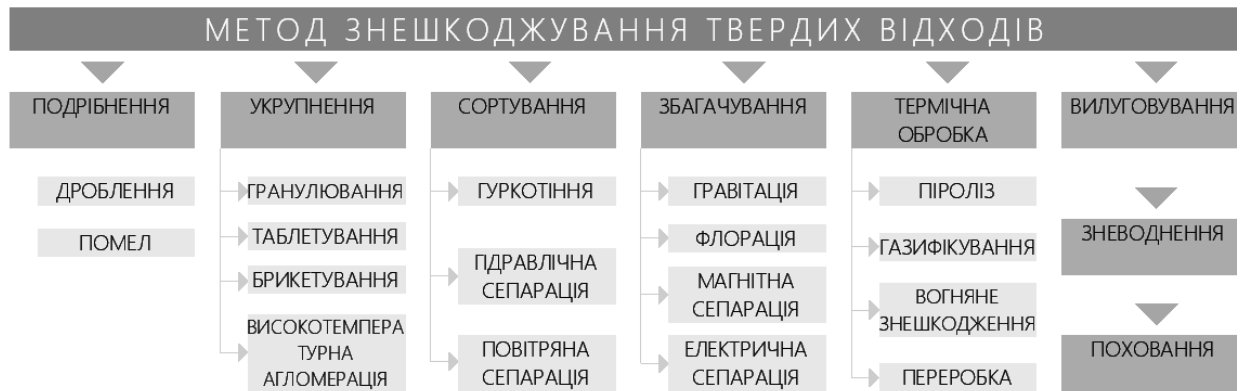 МЕТОД ЗНЕШКОДЖУВАННЯ ТВЕРДИХ ВІДХОДІВ
ПОДРІБНЕННЯ
ДРОБЛЕННЯ
ПОМЕЛ
УКРУПНЕННЯ
ГРАНУЛЮВАННЯ
ТАБЛЕТУВАННЯ
БРИКЕТУВАННЯ
ВИСОКОТЕМПЕРА
ТУРНА
АГЛОМЕРАЦІЯ
СОРТУВАННЯ
ГУРКОТІННЯ
ГІДРАВЛІЧНА
СЕПАРАЦІЯ
ПОВІТРЯНА
СЕПАРАЦІЯ
ЗБАГАЧУВАННЯ
ГРАВІТАЦІЯ
ФЛОРАЦІЯ
МАГНІТНА
СЕПАРАЦІЯ
ЕЛЕКТРИЧНА
СЕПАРАЦІЯ
ТЕРМІЧНА
ОБРОБКА
ПІРОЛІЗ
ГАЗИФІКУВАННЯ
ВОГНЯНЕ
ЗНЕШКОДЖЕННЯ
ПЕРЕРОБКА
ВИЛУГОВУВАННЯ
ЗНЕВОДНЕННЯ
ПОХОВАННЯ